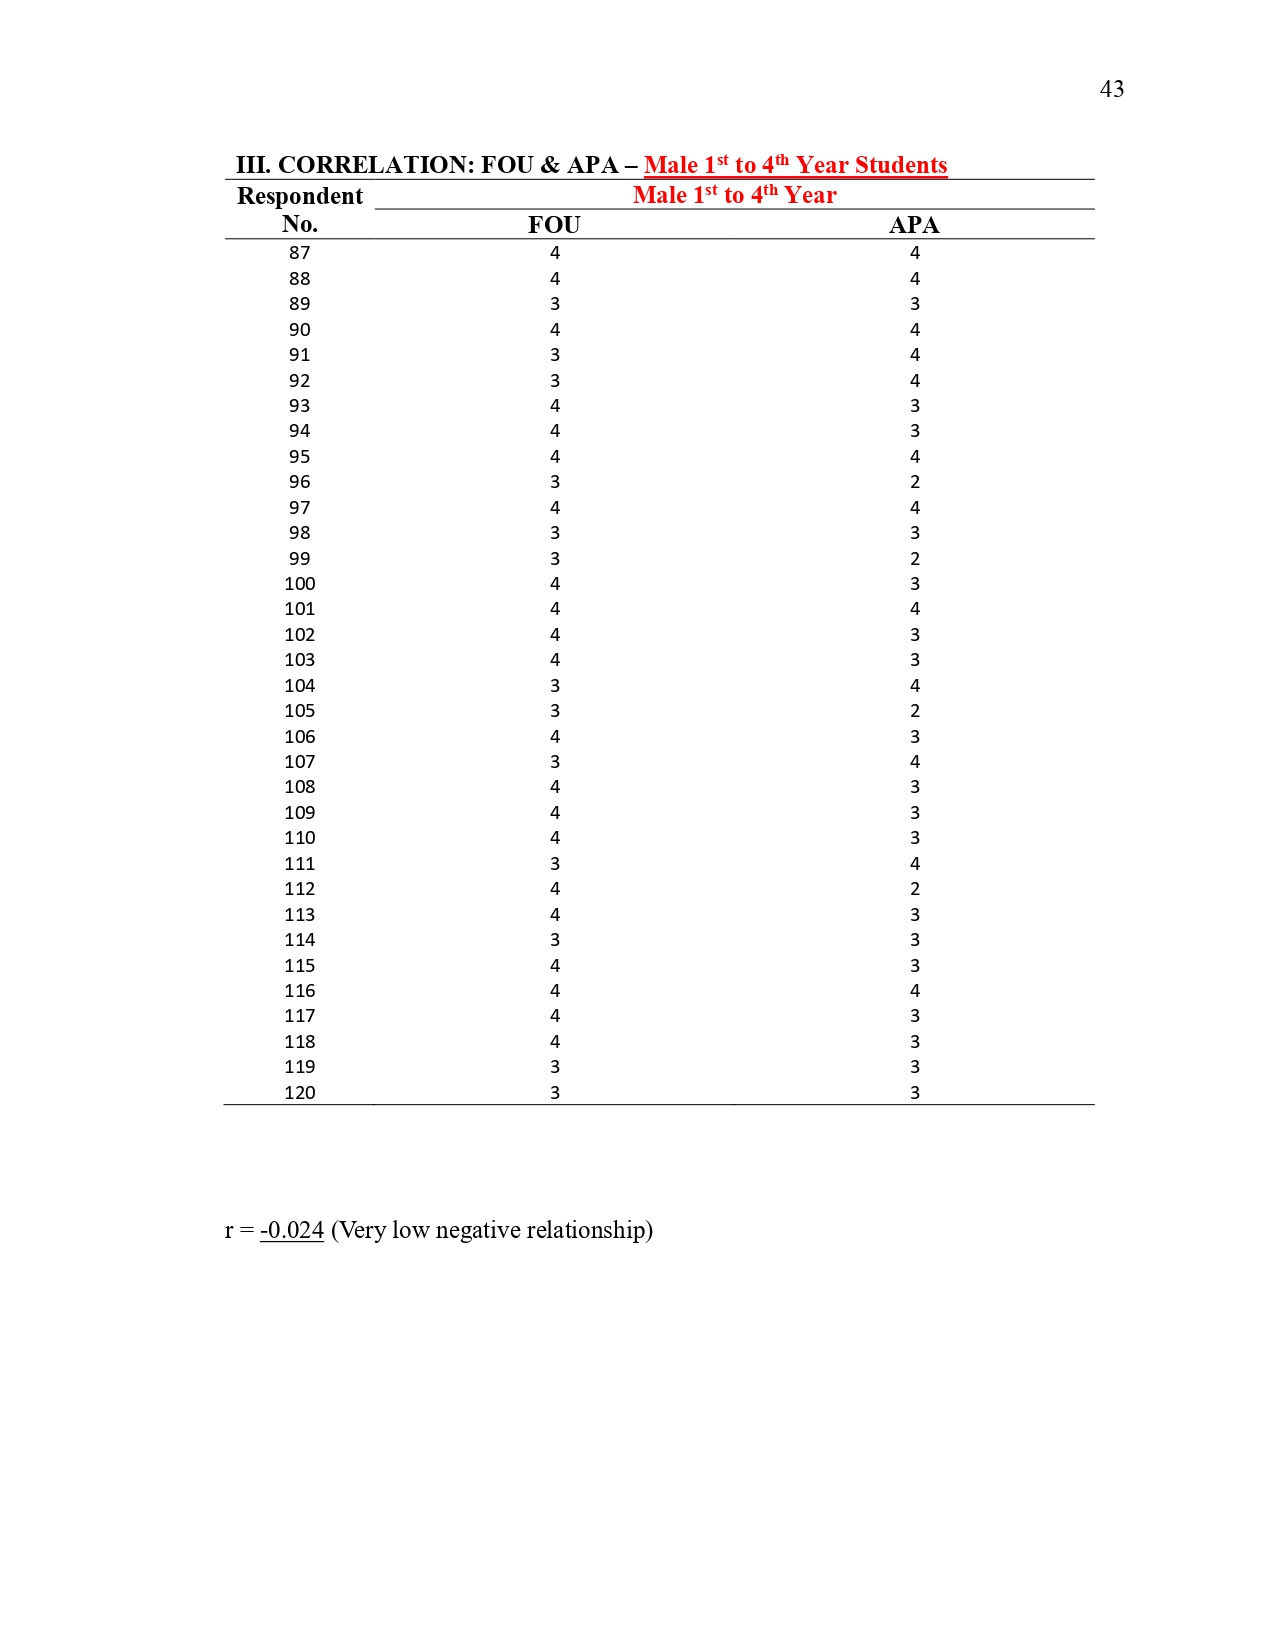 43
III. CORRELATION: FOU & APA – Male 1st to 4th Year Students
Respondent No. Male 1st to 4th Year
FOU APA
87 4 4
88 4 4
89 3 3
90 4 4
91 3 4
92 3 4
93 4 3
94 4 3
95 4 4
96 3 2
97 4 4
98 3 3
99 3 2
100 4 3
101 4 4
102 4 3
103 4 3
104 3 4
105 3 2
106 4 3
107 3 4
108 4 3
109 4 3
110 4 3
111 3 4
112 4 2
113 4 3
114 3 3
115 4 3
116 4 4
117 4 3
118 4 3
119 3 3
120 3 3
r = -0.024 (Very low negative relationship)